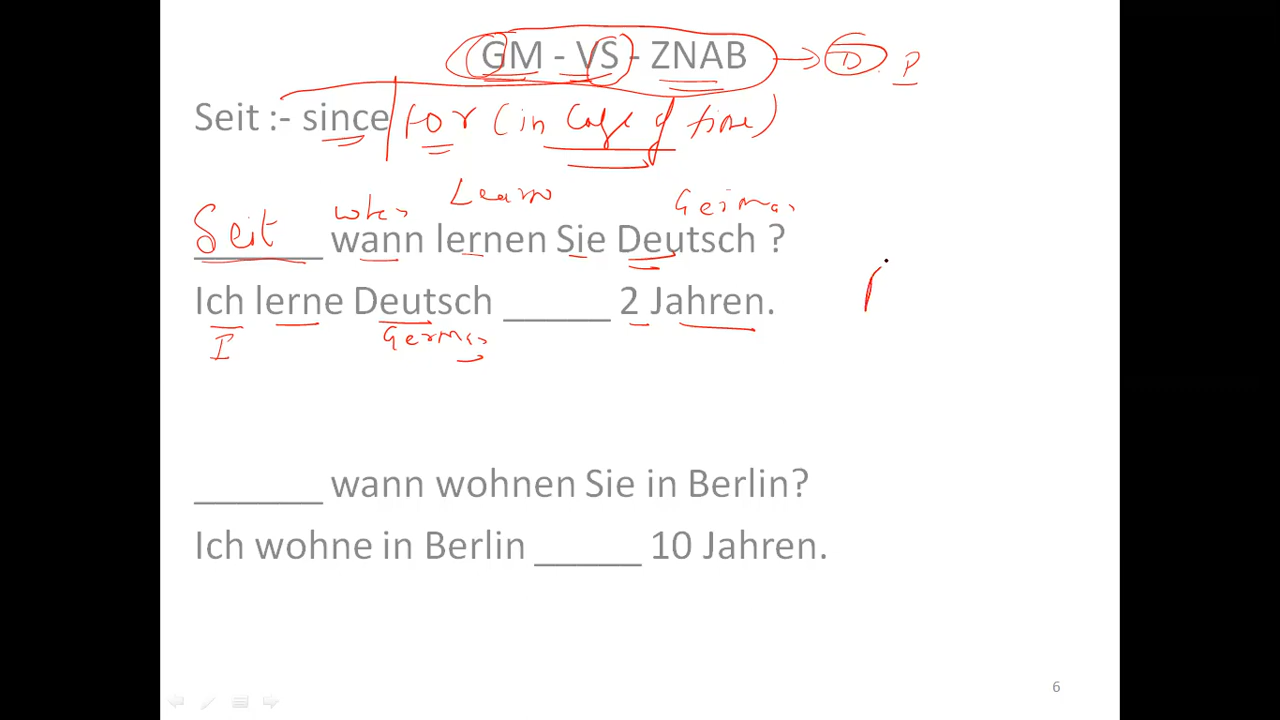 GM - VS - ZNAB D P
Seit :- since for (in case of time)
when Learn German
Seit wann lernen Sie Deutsch ?
Ich lerne Deutsch ______ 2 Jahren.
I German
_______ wann wohnen Sie in Berlin?
Ich wohne in Berlin ______ 10 Jahren.
6